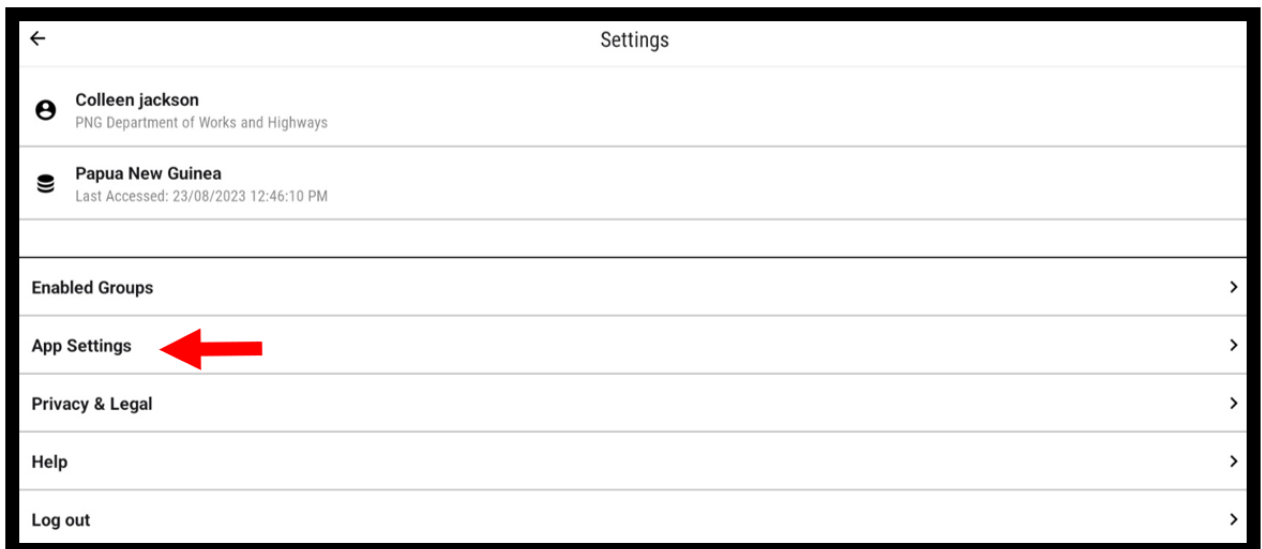 Settings
Colleen jackson
PNG Department of Works and Highways
Papua New Guinea
Last Accessed: 23/08/2023 12:46:10 PM
Enabled Groups
App Settings
Privacy & Legal
Help
Log out